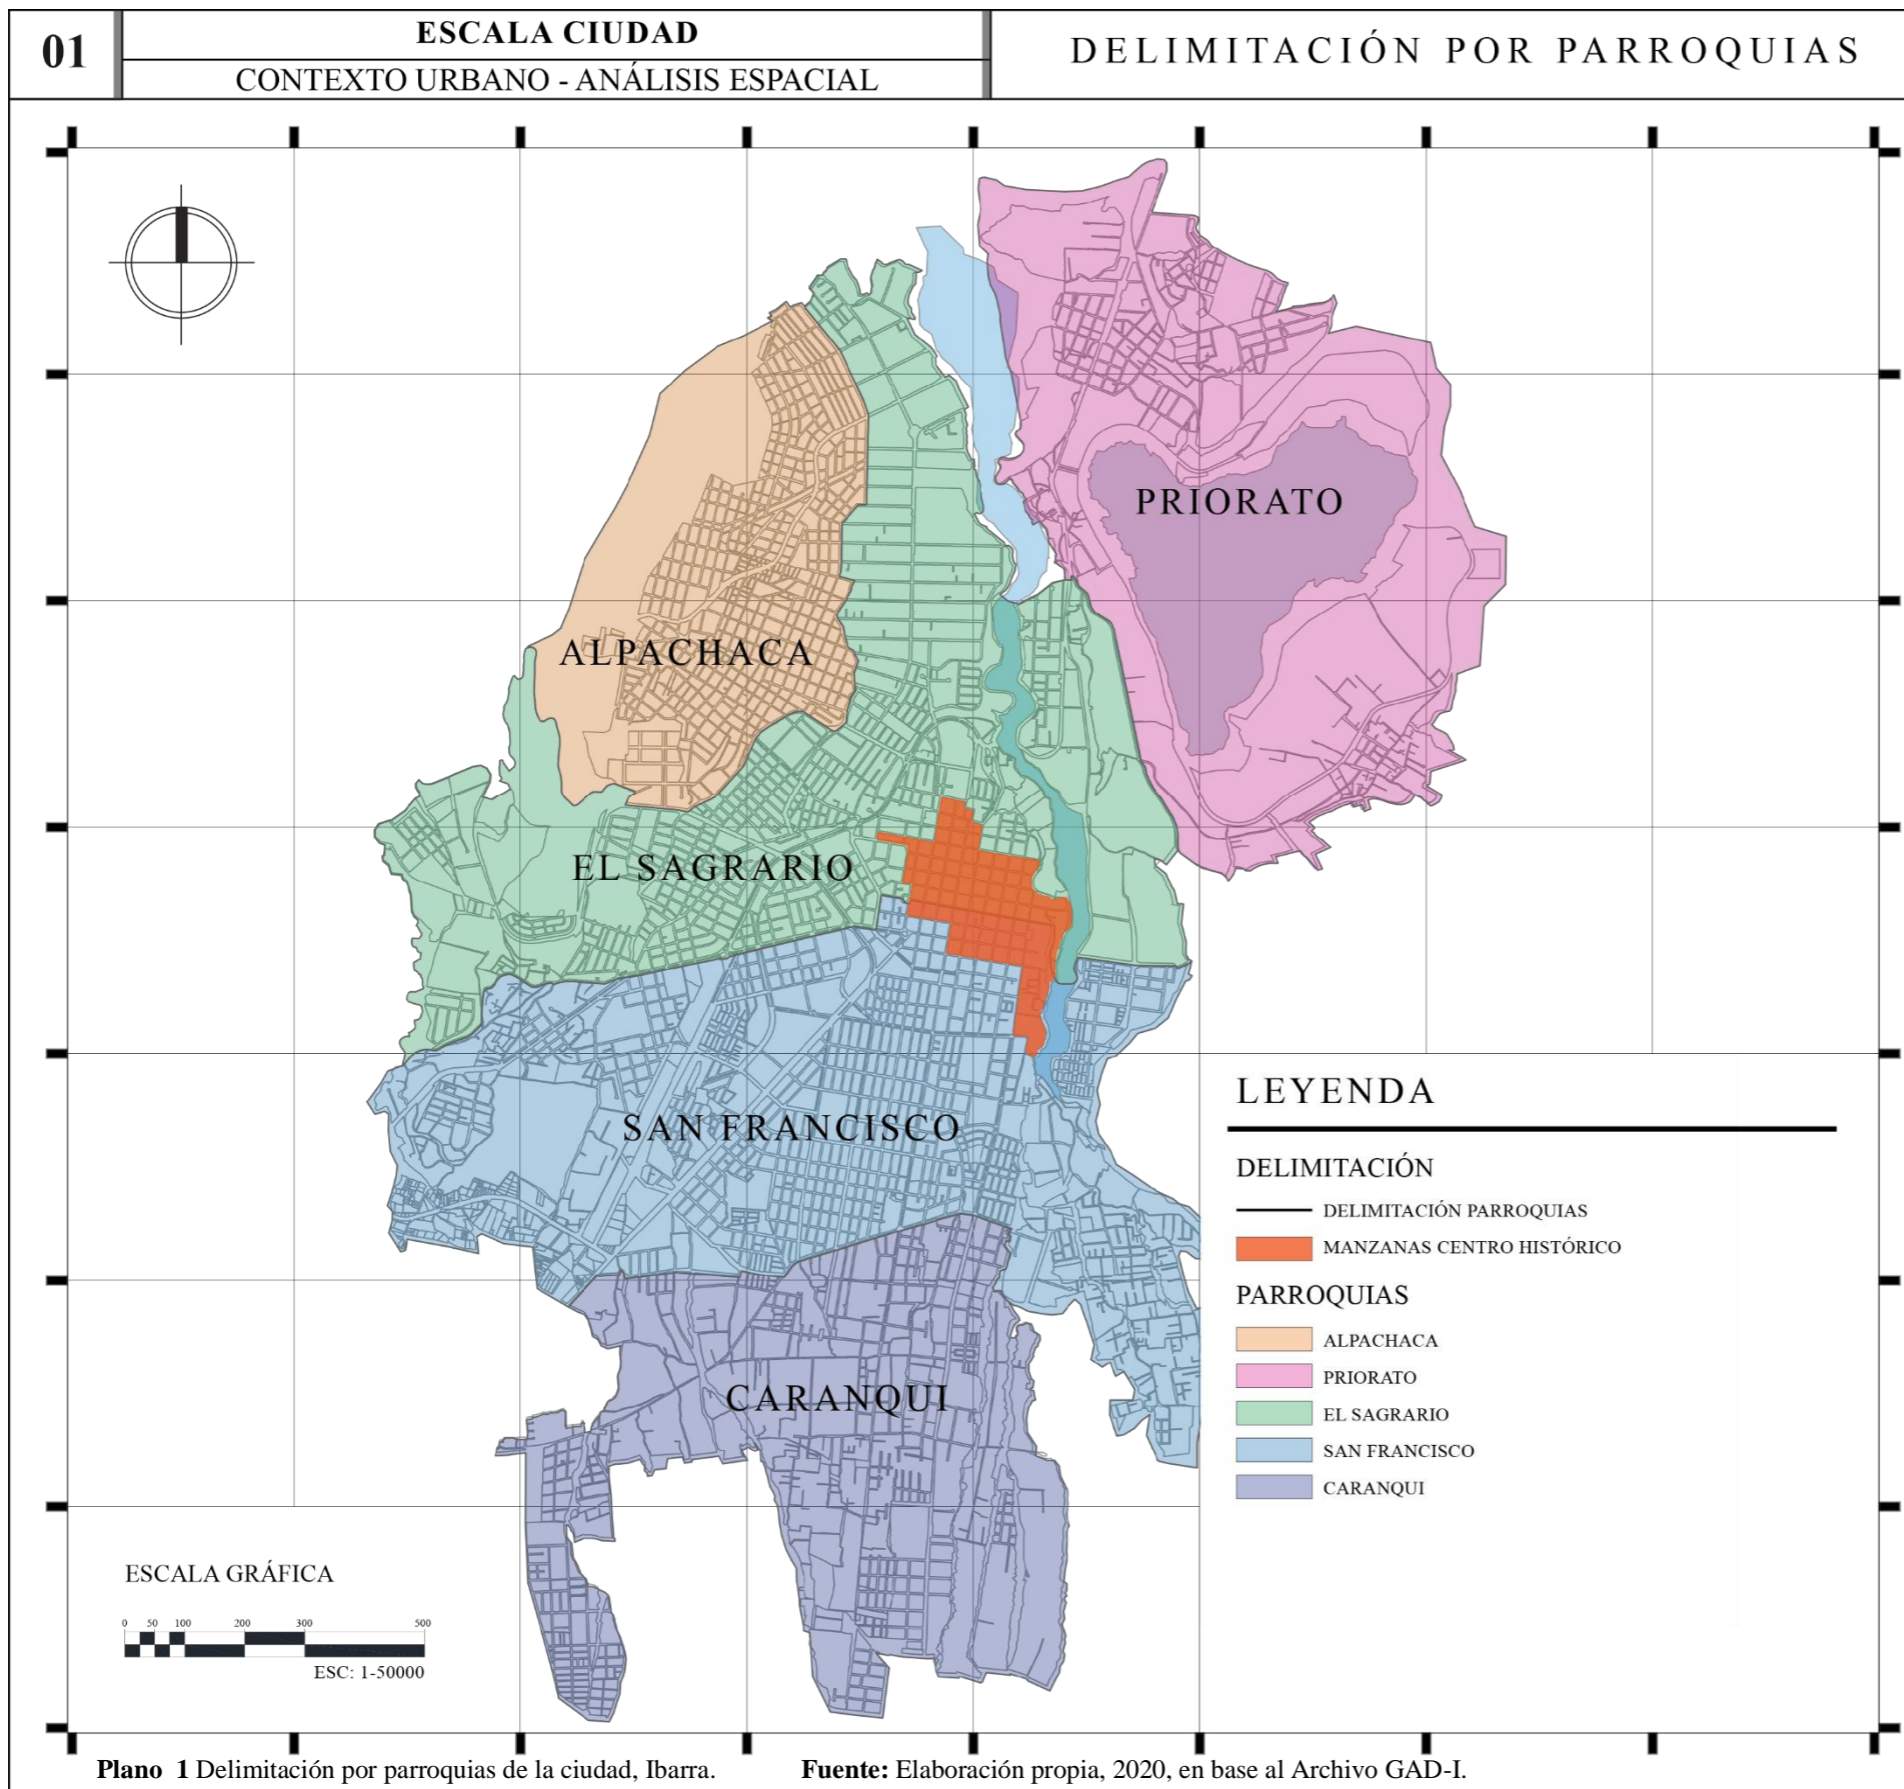 01
ESCALA CIUDAD
CONTEXTO URBANO - ANÁLISIS ESPACIAL
DELIMITACIÓN POR PARROQUIAS
PRIORATO
ALPACHACA
EL SAGRARIO
SAN FRANCISCO
CARANQUI
LEYENDA
DELIMITACIÓN
DELIMITACIÓN PARROQUIAS
MANZANAS CENTRO HISTÓRICO
PARROQUIAS
ALPACHACA
PRIORATO
EL SAGRARIO
SAN FRANCISCO
CARANQUI
ESCALA GRÁFICA
0 50 100 200 300 500
ESC: 1-50000
Plano 1 Delimitación por parroquias de la ciudad, Ibarra. Fuente: Elaboración propia, 2020, en base al Archivo GAD-I.